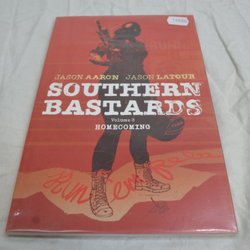 JASON AARON JASON LATOUR
SOUTHERN
BASTARDS
Volume 3
HOMECOMING